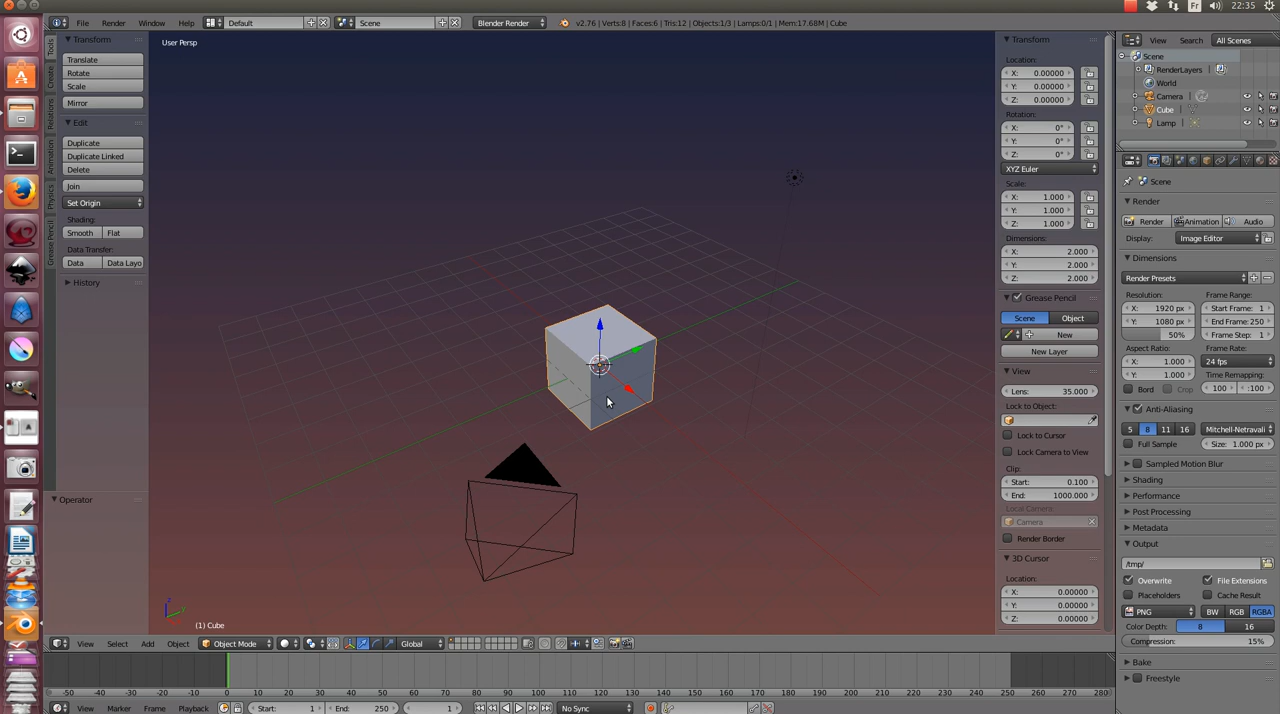 Fr 22:35
File Render Window Help Default Scene Blender Render v2.76 | Verts:8 | Faces:6 | Tris:12 | Objects:1/3 | Lamps:0/1 | Mem:17.68M | Cube
View Search All Scenes
Tools
Create
Relations
Animation
Physics
Grease Pencil
Transform
Translate
Rotate
Scale
Mirror
Edit
Duplicate
Duplicate Linked
Delete
Join
Set Origin
Shading:
Smooth Flat
Data Transfer:
Data Data Layo
History
Operator
User Persp
(1) Cube
z
y
Transform
Location:
X: 0.00000
Y: 0.00000
Z: 0.00000
Rotation:
X: 0°
Y: 0°
Z: 0°
XYZ Euler
Scale:
X: 1.000
Y: 1.000
Z: 1.000
Dimensions:
X: 2.000
Y: 2.000
Z: 2.000
Grease Pencil
Scene Object
New
New Layer
View
Lens: 35.000
Lock to Object:
Lock to Cursor
Lock Camera to View
Clip:
Start: 0.100
End: 1000.000
Local Camera:
Camera
Render Border
3D Cursor
Location:
X: 0.00000
Y: 0.00000
Z: 0.00000
Scene
RenderLayers
World
Camera
Cube
Lamp
Scene
Render
Render Animation Audio
Display: Image Editor
Dimensions
Render Presets
Resolution: Frame Range:
X: 1920 px Start Frame: 1
Y: 1080 px End Frame: 250
50% Frame Step: 1
Aspect Ratio: Frame Rate:
X: 1.000 24 fps
Y: 1.000 Time Remapping:
Bord Crop 100 :100
Anti-Aliasing
5 8 11 16 Mitchell-Netravali
Full Sample Size: 1.000 px
Sampled Motion Blur
Shading
Performance
Post Processing
Metadata
Output
/tmp/
Overwrite File Extensions
Placeholders Cache Result
PNG BW RGB RGBA
Color Depth: 8 16
Compression: 15%
Bake
Freestyle
View Select Add Object Object Mode Global
-50 -40 -30 -20 -10 0 10 20 30 40 50 60 70 80 90 100 110 120 130 140 150 160 170 180 190 200 210 220 230 240 250 260 270 280
View Marker Frame Playback Start: 1 End: 250 1 No Sync